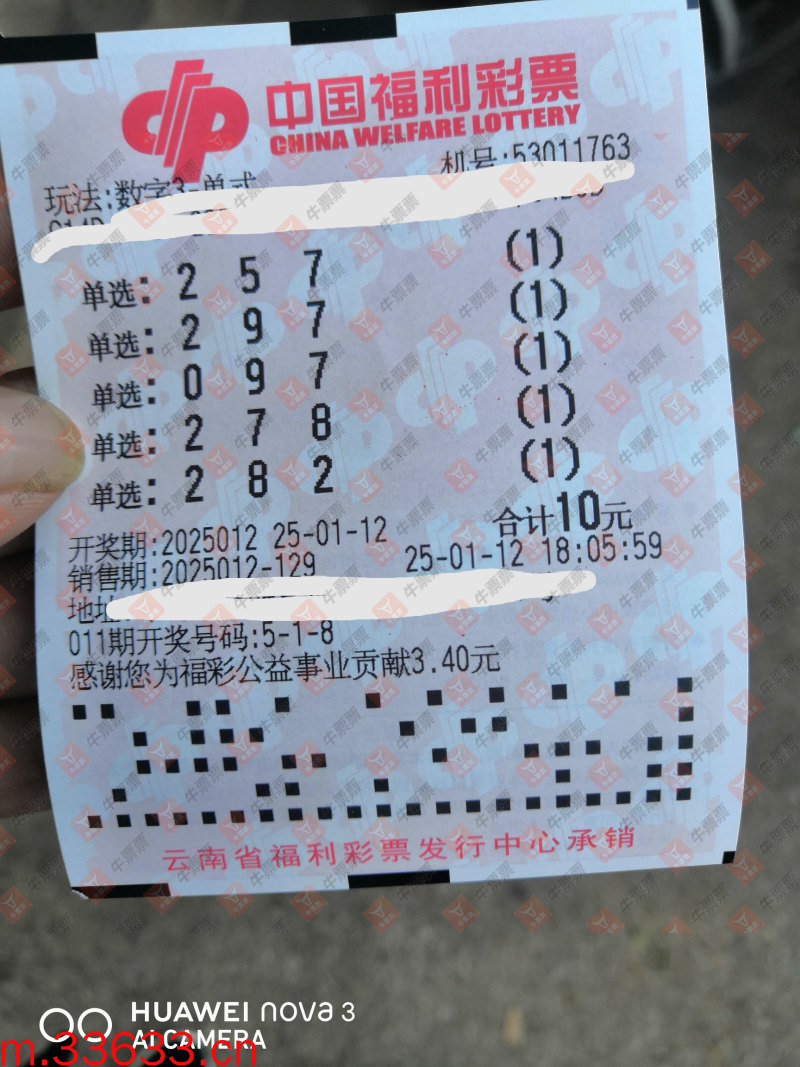 中国福利彩票
CHINA WELFARE LOTTERY
机号:53011763
玩法:数字3-单式
单选: 2 5 7 (1)
单选: 2 9 7 (1)
单选: 0 9 7 (1)
单选: 2 7 8 (1)
单选: 2 8 2 (1)
合计10元
开奖期:2025012 25-01-12
销售期:2025012-129 25-01-12 18:05:59
地址
011期开奖号码:5-1-8
感谢您为福彩公益事业贡献3.40元
云南省福利彩票发行中心承销
牛票票
HUAWEI nova 3
AI CAMERA
m.33633.cn